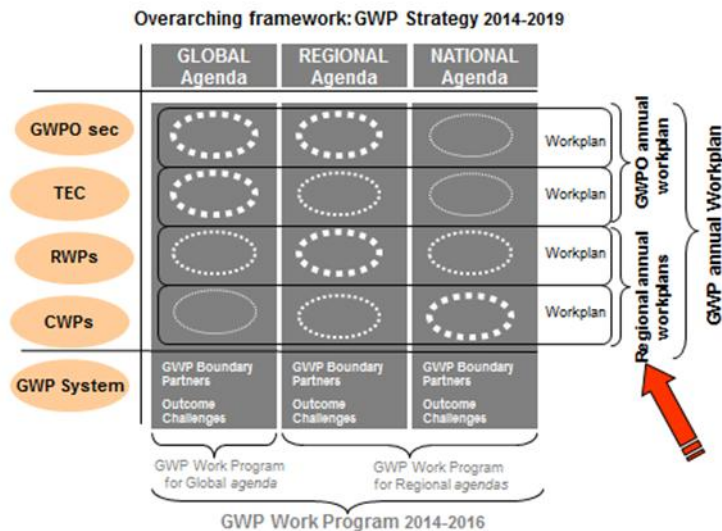 Overarching framework: GWP Strategy 2014-2019
GLOBAL
Agenda
REGIONAL
Agenda
NATIONAL
Agenda
GWPO sec
Workplan
TEC
Workplan
RWPs
Workplan
CWPs
Workplan
GWPO annual
workplan
Regional annual
workplans
GWP annual Workplan
GWP System
GWP Boundary
Partners
Outcome
Challenges
GWP Boundary
Partners
Outcome
Challenges
GWP Boundary
Partners
Outcome
Challenges
GWP Work Program
for Global agenda
GWP Work Program
for Regional agendas
GWP Work Program 2014-2016